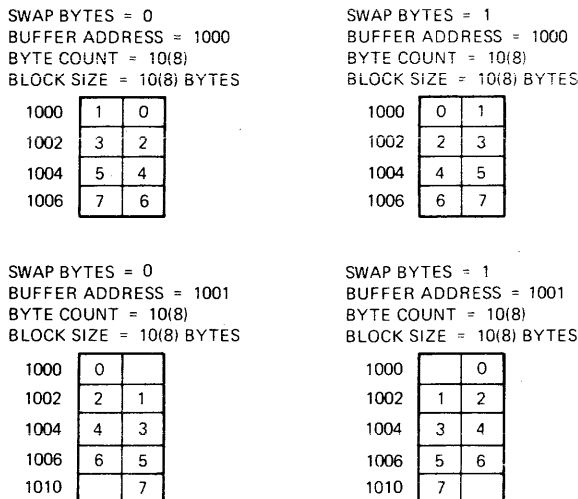 SWAP BYTES = 0
BUFFER ADDRESS = 1000
BYTE COUNT = 10(8)
BLOCK SIZE = 10(8) BYTES
1000 1 0
1002 3 2
1004 5 4
1006 7 6
SWAP BYTES = 1
BUFFER ADDRESS = 1000
BYTE COUNT = 10(8)
BLOCK SIZE = 10(8) BYTES
1000 0 1
1002 2 3
1004 4 5
1006 6 7
SWAP BYTES = 0
BUFFER ADDRESS = 1001
BYTE COUNT = 10(8)
BLOCK SIZE = 10(8) BYTES
1000 0
1002 2 1
1004 4 3
1006 6 5
1010 7
SWAP BYTES = 1
BUFFER ADDRESS = 1001
BYTE COUNT = 10(8)
BLOCK SIZE = 10(8) BYTES
1000 0
1002 1 2
1004 3 4
1006 5 6
1010 7